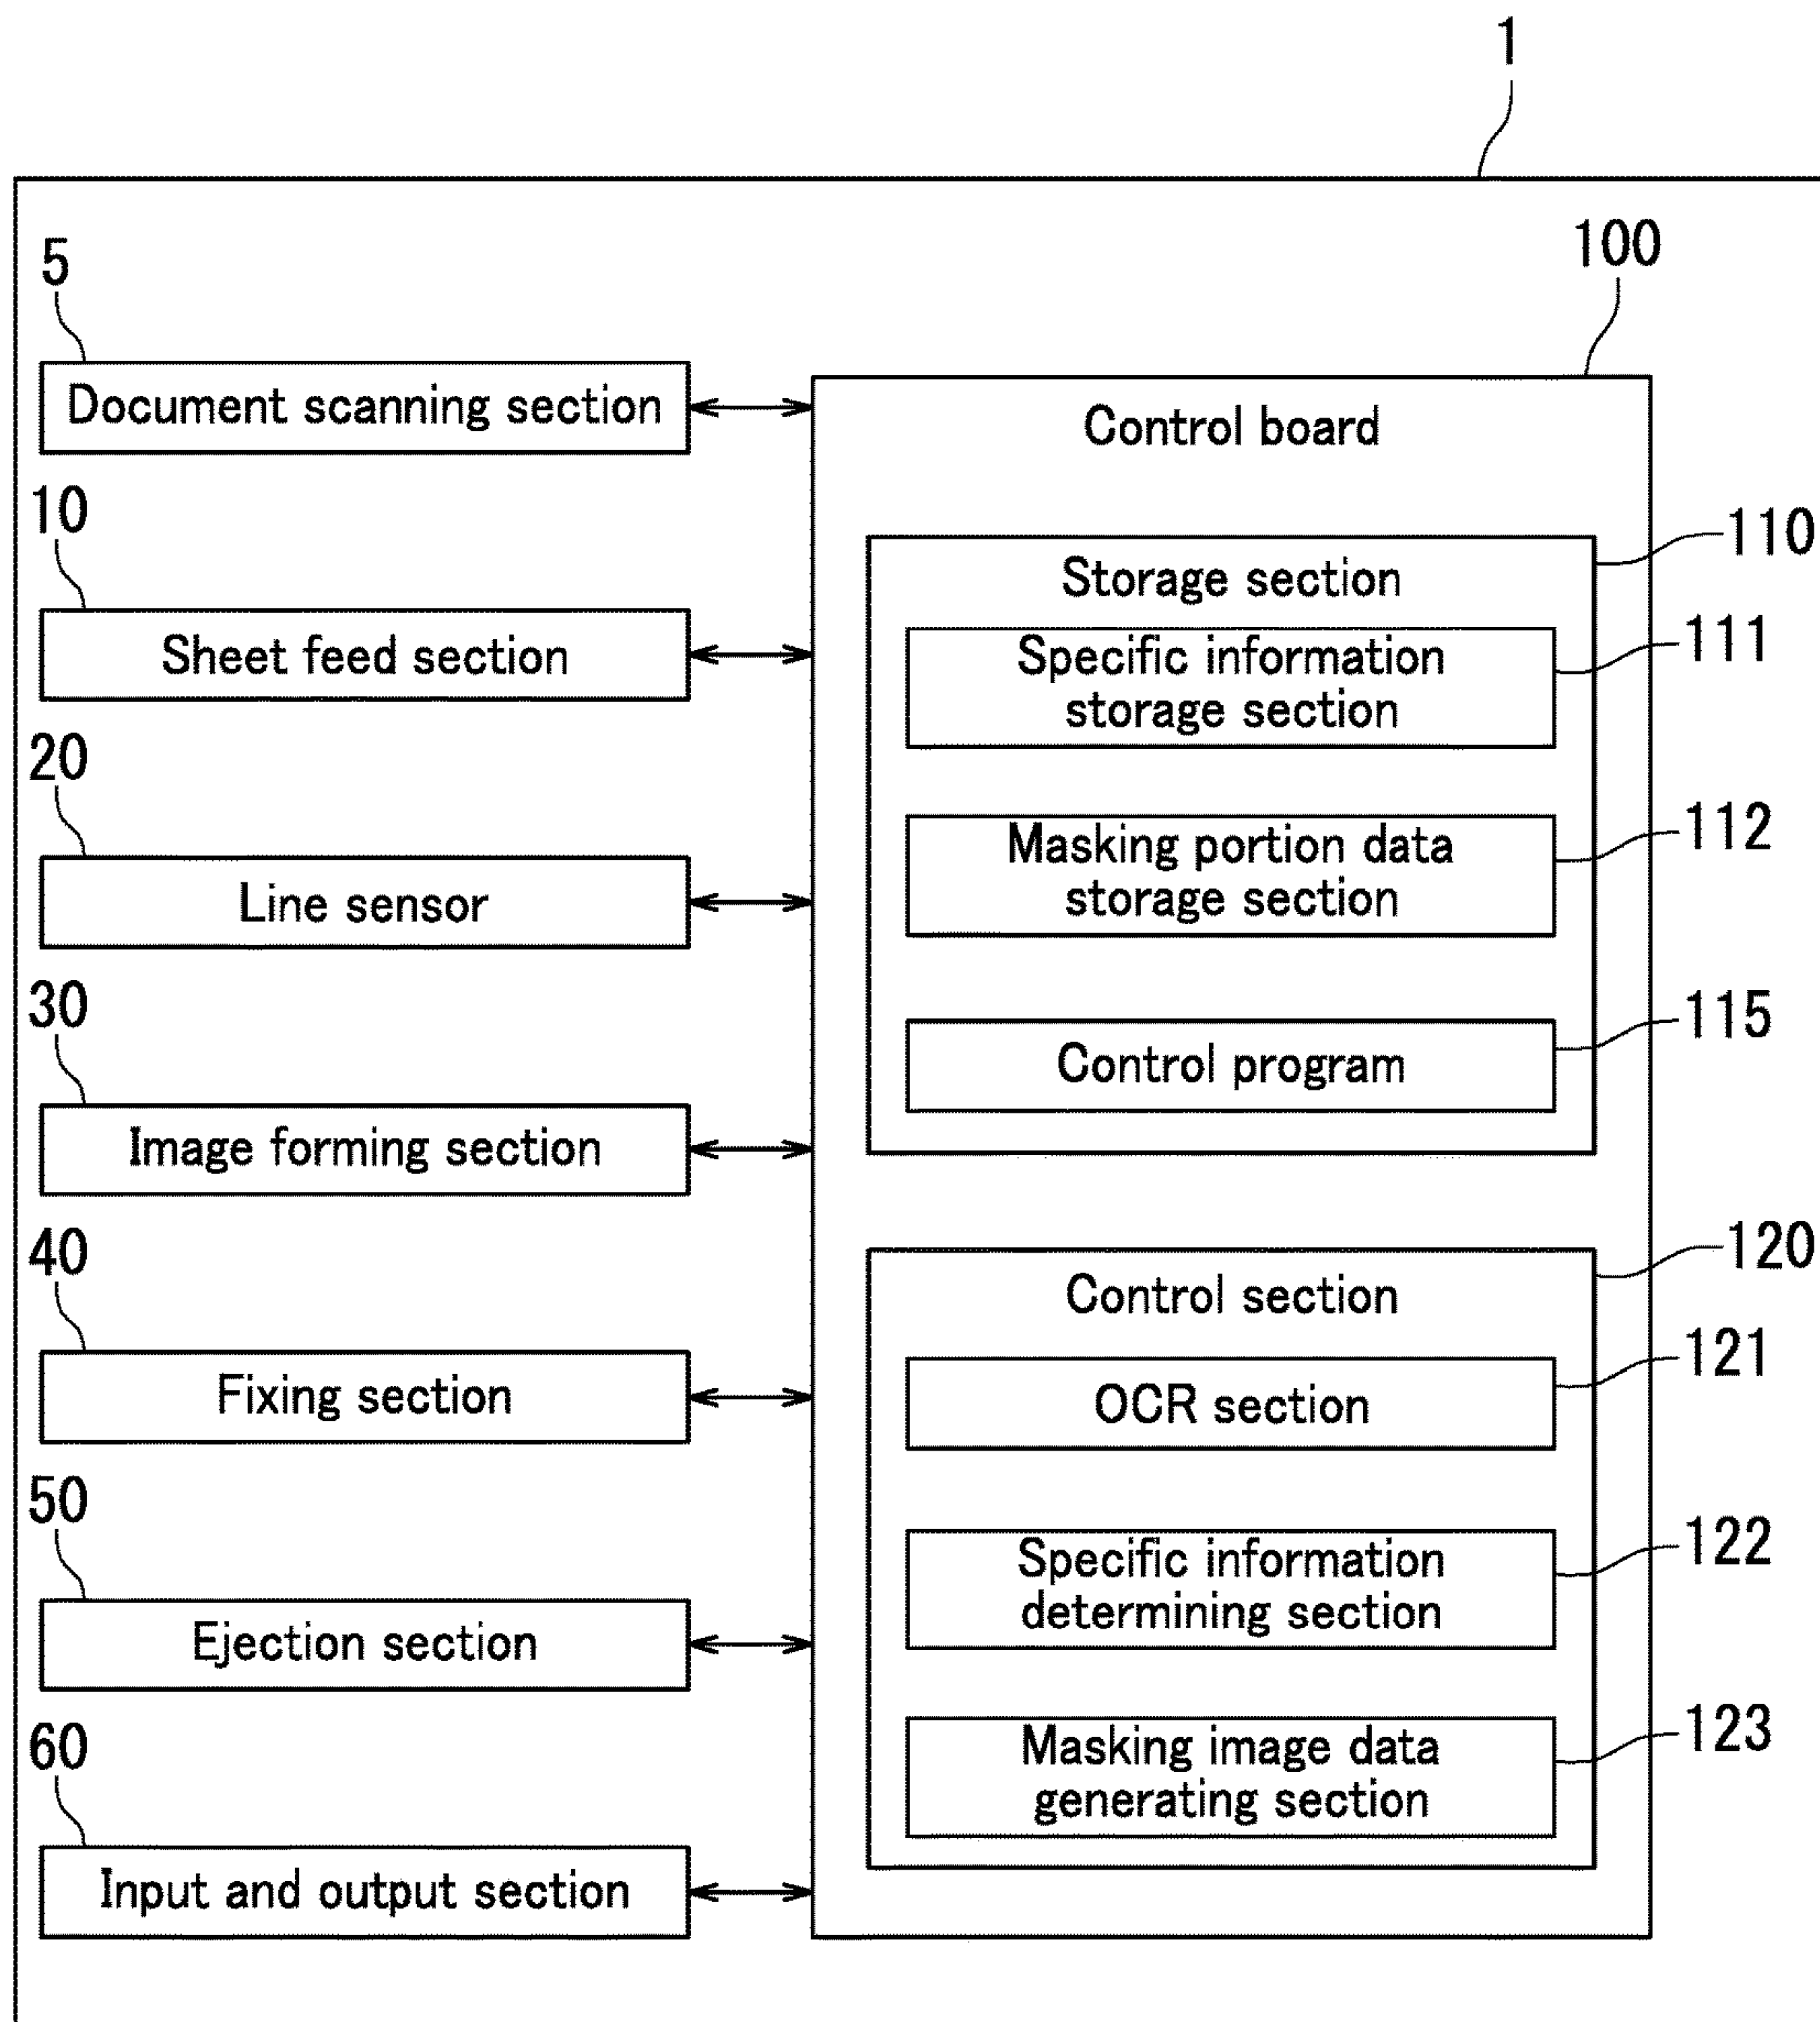 1
100
5
Document scanning section
10
Sheet feed section
20
Line sensor
30
Image forming section
40
Fixing section
50
Ejection section
60
Input and output section
Control board
110
Storage section
111
Specific information
storage section
112
Masking portion data
storage section
115
Control program
120
Control section
121
OCR section
122
Specific information
determining section
123
Masking image data
generating section